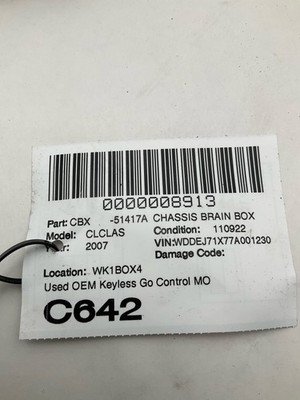 0000008913
Part: CBX -51417A CHASSIS BRAIN BOX
Model: CLCLAS Condition: 110922
2007 VIN:WDDEJ71X77A001230
Damage Code:
Location: WK1BOX4
Used OEM Keyless Go Control MO
C642